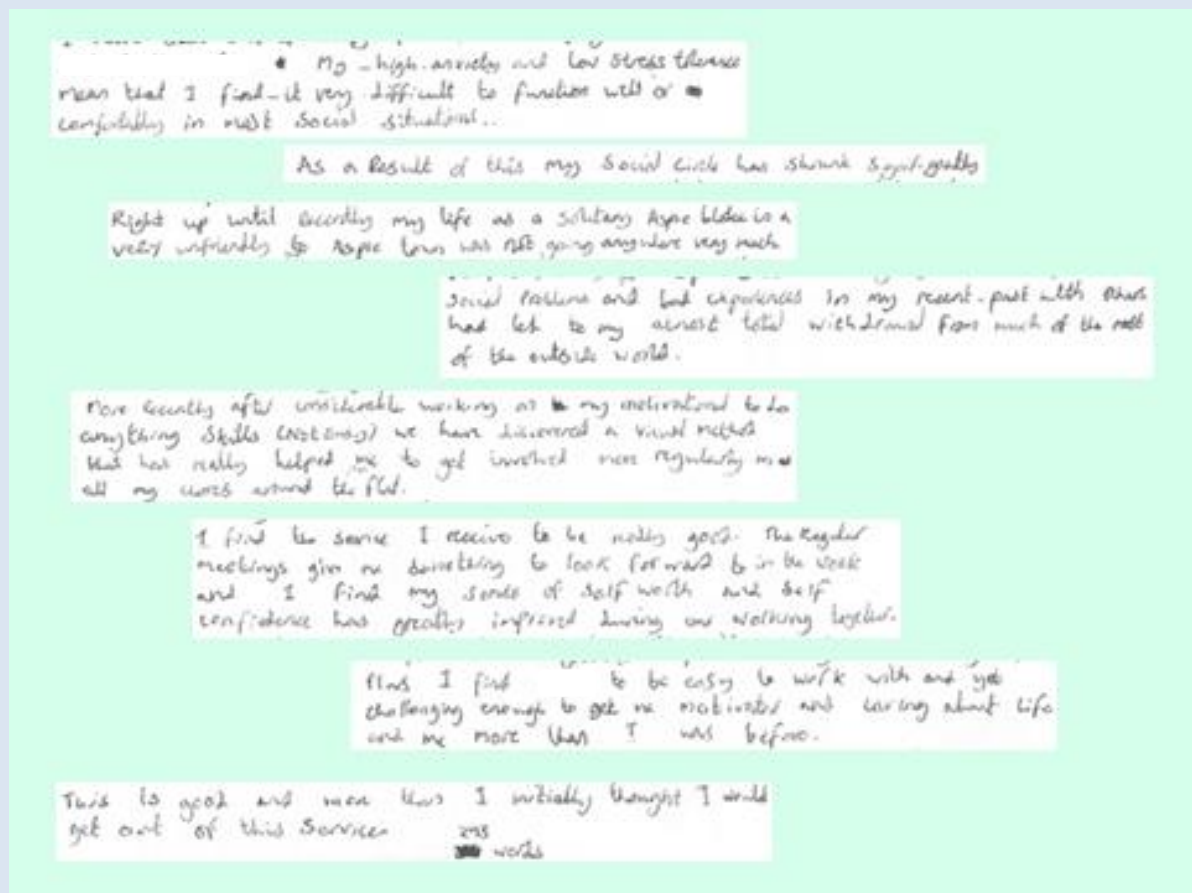 My high anxiety and low stress tolerance
mean that I find it very difficult to function well or
comfortably in most social situations..
As a Result of this my Social Circle has shrunk
Right up until recently my life as a solitary Aspie bloke in a
very unfriendly to Aspie town was not going anywhere very much
social Problems and bad experiences in my recent past with others
had led to my almost total withdrawal from much of the rest
of the outside world.
More recently after considerable working on my motivational to do
anything Skills (Not Easy) we have discovered a visual method
that has really helped me to get involved more regularly in
all my chores around the flat.
I find the service I receive to be really good. The Regular
meetings give me something to look forward to in the week
and I find my sense of self worth and self
confidence has greatly improved during our working together.
Plus I find to be easy to work with and yet
challenging enough to get me motivated and caring about life
and me more than I was before.
This is good and more than I initially thought I would
get out of this Service
295
words